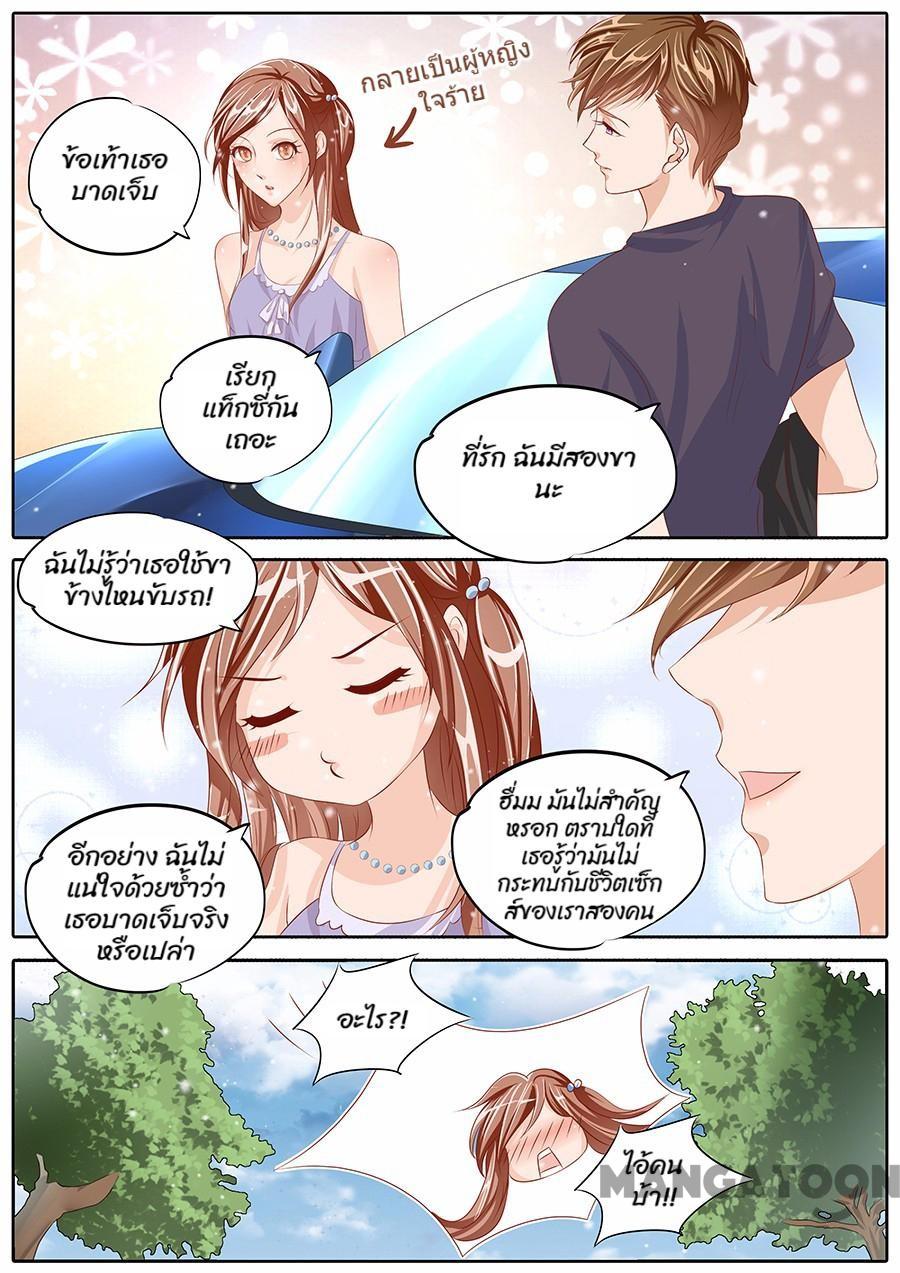 กลายเป็นผู้หญิง
ใจร้าย
ข้อเท้าเธอ
บาดเจ็บ
เรียก
แท็กซี่กัน
เถอะ
ที่รัก ฉันมีสองขา
นะ
ฉันไม่รู้ว่าเธอใช้ขา
ข้างไหนขับรถ!
อีกอย่าง ฉันไม่
แน่ใจด้วยซ้ำว่า
เธอบาดเจ็บจริง
หรือเปล่า
ฮื่มม มันไม่สำคัญ
หรอก ตราบใดที่
เธอรู้ว่ามันไม่
กระทบกับชีวิตเซ็ก
ส์ของเราสองคน
อะไร?!
ไอ้คน
บ้า!!
MANGATOON